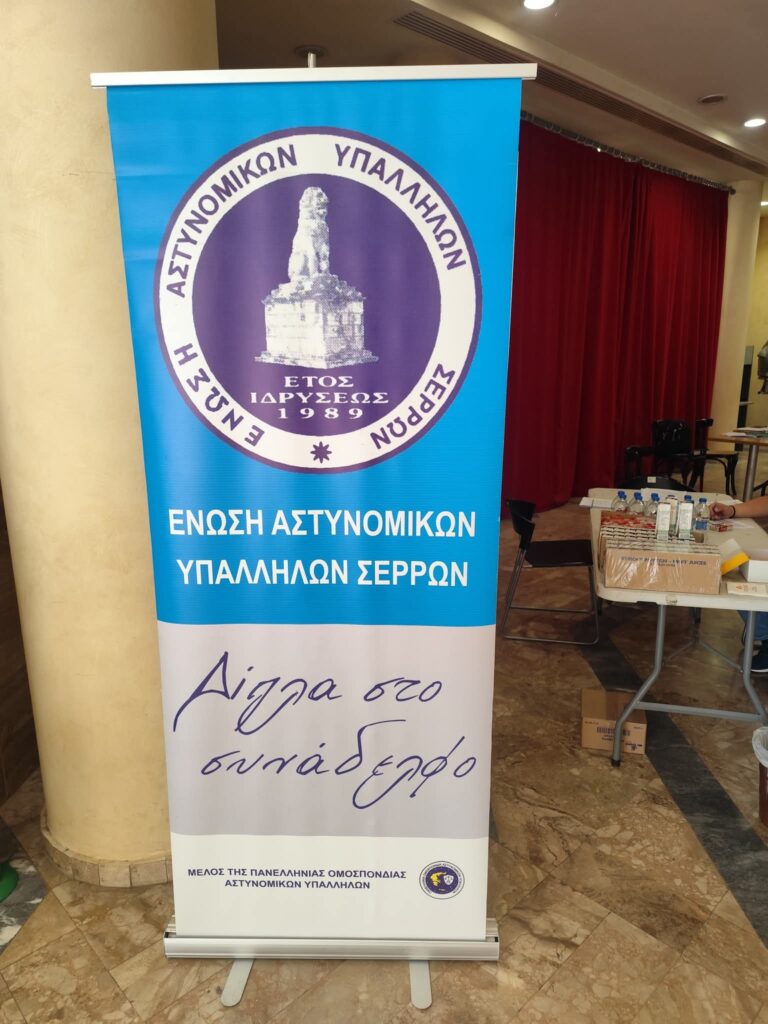 ΕΝΩΣΗ ΑΣΤΥΝΟΜΙΚΩΝ ΥΠΑΛΛΗΛΩΝ ΣΕΡΡΩΝ
ΕΤΟΣ
ΙΔΡΥΣΕΩΣ
1989
ΕΝΩΣΗ ΑΣΤΥΝΟΜΙΚΩΝ
ΥΠΑΛΛΗΛΩΝ ΣΕΡΡΩΝ
Δίπλα στο
συνάδελφο
ΜΕΛΟΣ ΤΗΣ ΠΑΝΕΛΛΗΝΙΑΣ ΟΜΟΣΠΟΝΔΙΑΣ
ΑΣΤΥΝΟΜΙΚΩΝ ΥΠΑΛΛΗΛΩΝ